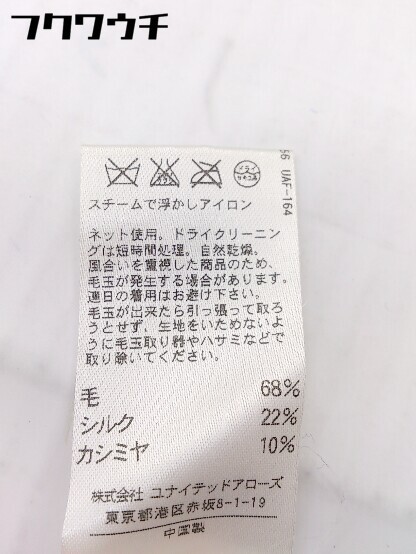 フクワウチ
56 UAF-164
スチームで浮かしアイロン
ネット使用。ドライクリーニン
グは短時間処理。自然乾燥。
風合いを重視した商品のため、
毛玉が発生する場合があります。
連日の着用はお避け下さい。
毛玉が出来たら引っ張って取ろ
うとせず、生地をいためないよ
うに毛玉取り器やハサミなどで
取り除いてください。
毛 68%
シルク 22%
カシミヤ 10%
株式会社 ユナイテッドアローズ
東京都港区赤坂8-1-19
中国製